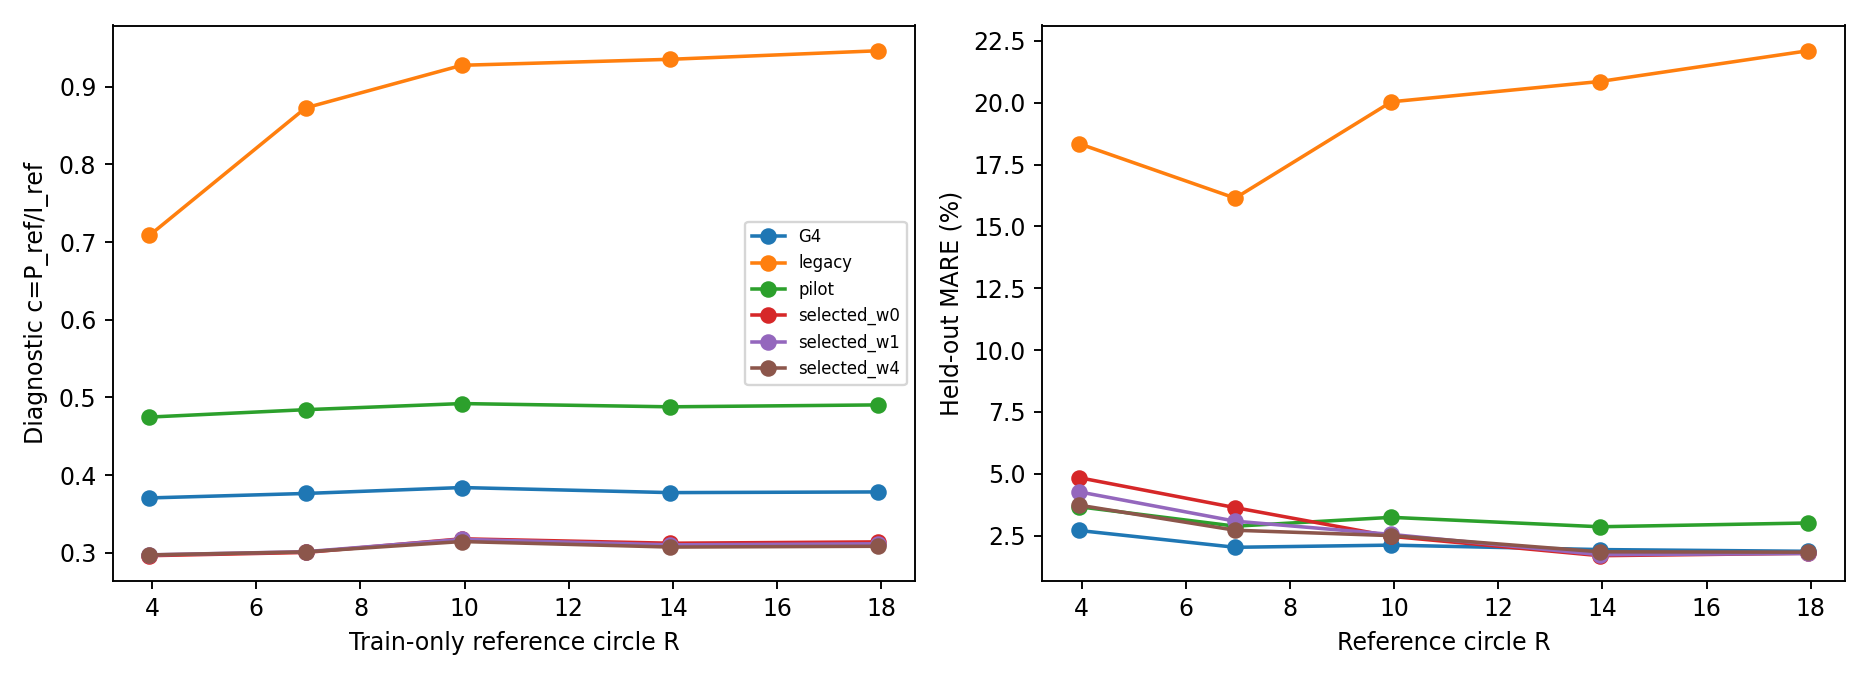 Diagnostic c=P_ref/I_ref
0.9
0.8
0.7
0.6
0.5
0.4
0.3
4 6 8 10 12 14 16 18
Train-only reference circle R
G4
legacy
pilot
selected_w0
selected_w1
selected_w4
Held-out MARE (%)
22.5
20.0
17.5
15.0
12.5
10.0
7.5
5.0
2.5
4 6 8 10 12 14 16 18
Reference circle R